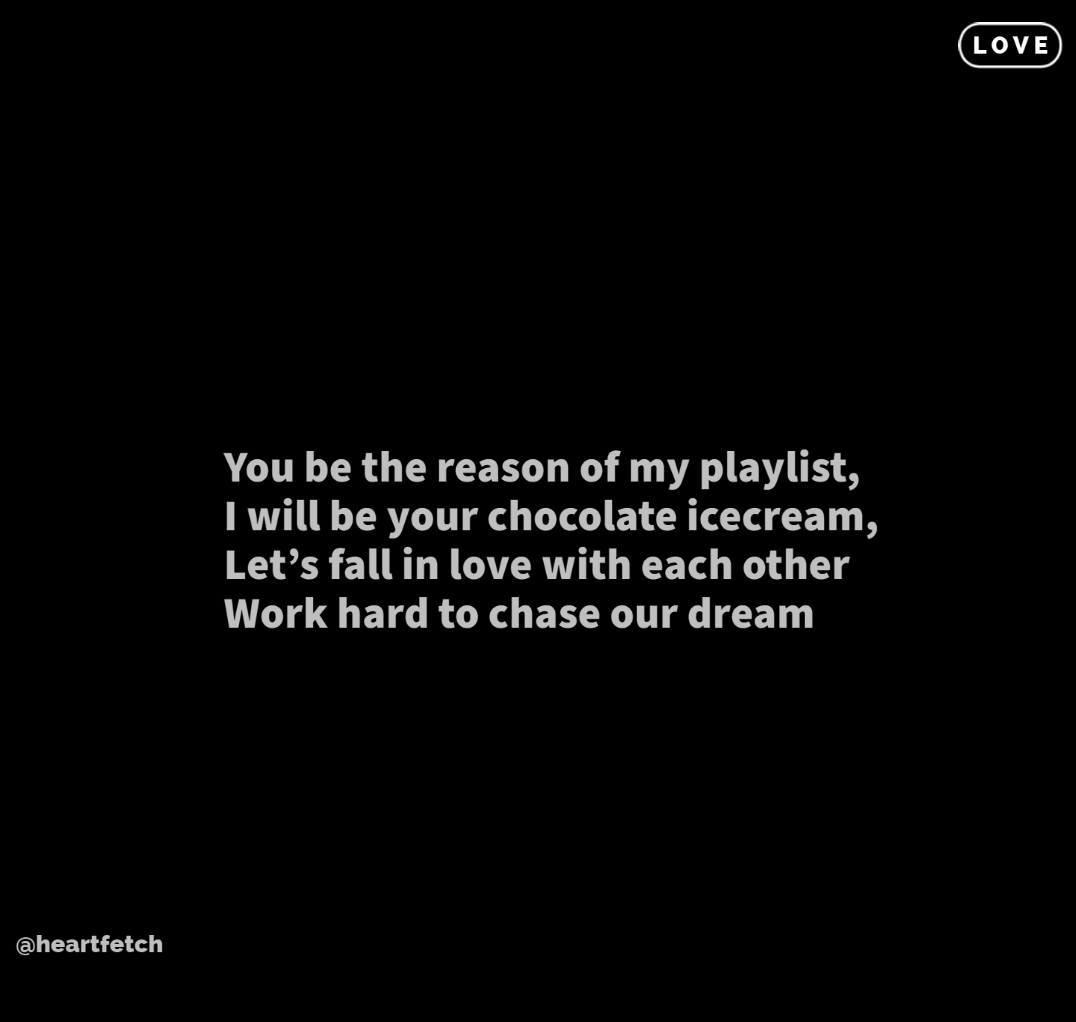 LOVE
You be the reason of my playlist,
I will be your chocolate icecream,
Let’s fall in love with each other
Work hard to chase our dream
@heartfetch